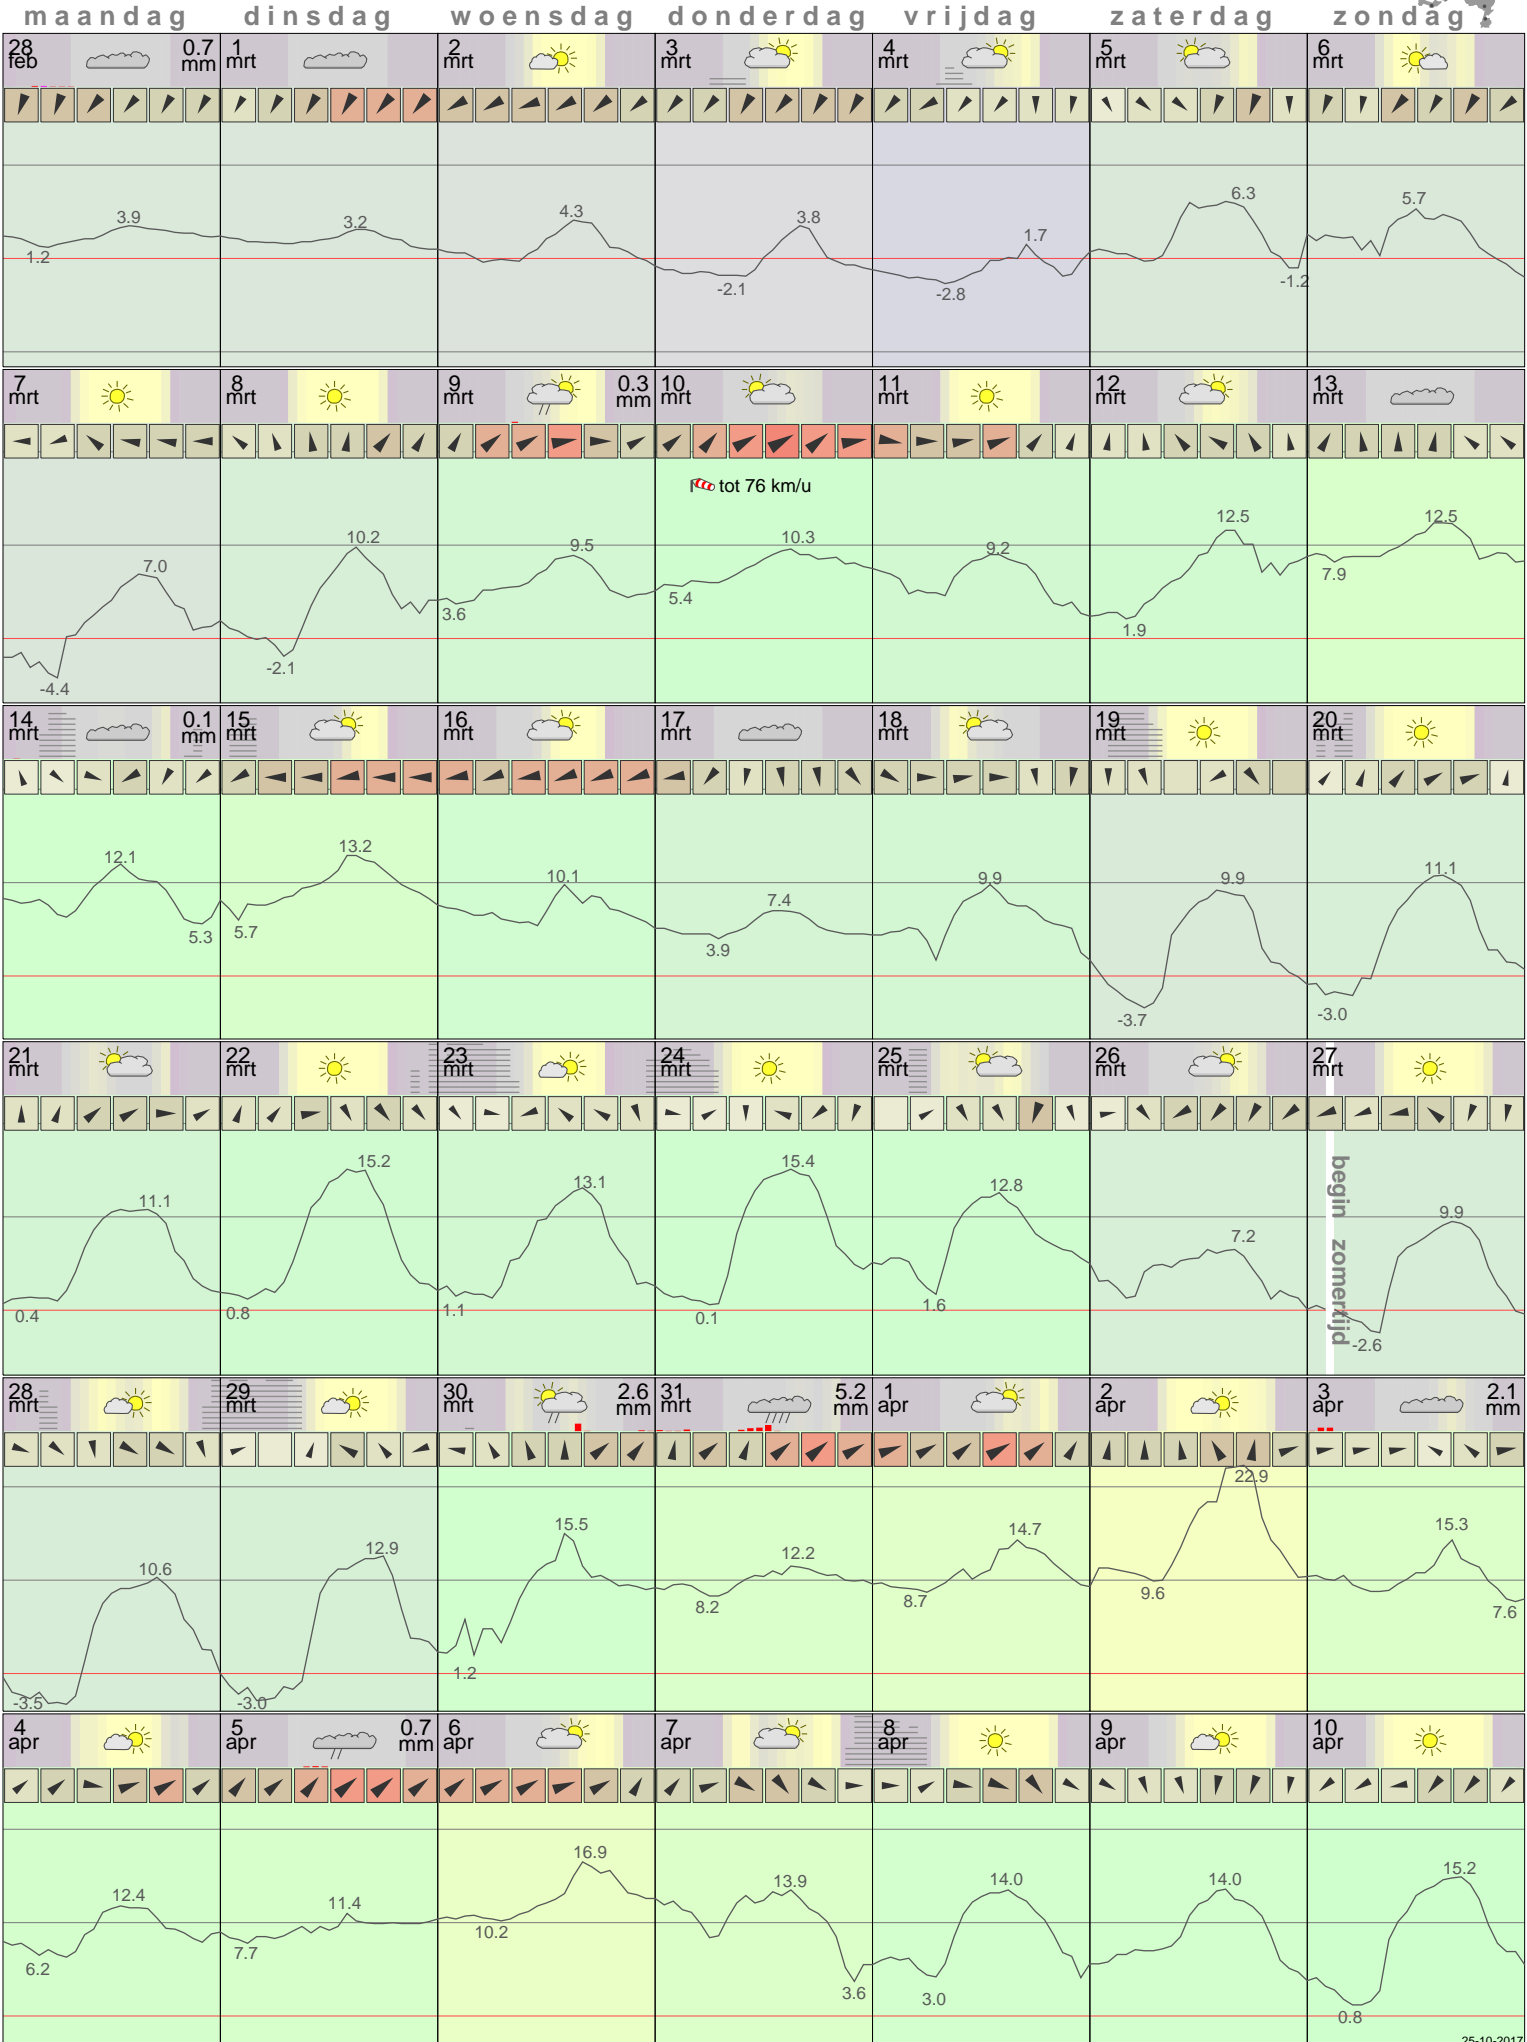 maandag dinsdag woensdag donderdag vrijdag zaterdag zondag
28 feb 0.7 mm 1 mrt 2 mrt 3 mrt 4 mrt 5 mrt 6 mrt
3.9 1.2 3.2 4.3 3.8 -2.1 1.7 -2.8 6.3 -1.2 5.7
7 mrt 8 mrt 9 mrt 0.3 mm 10 mrt 11 mrt 12 mrt 13 mrt
tot 76 km/u
7.0 -4.4 10.2 -2.1 9.5 3.6 10.3 5.4 9.2 12.5 1.9 12.5 7.9
14 mrt 0.1 mm 15 mrt 16 mrt 17 mrt 18 mrt 19 mrt 20 mrt
12.1 5.3 13.2 5.7 10.1 7.4 3.9 9.9 9.9 -3.7 11.1 -3.0
21 mrt 22 mrt 23 mrt 24 mrt 25 mrt 26 mrt 27 mrt
begin zomertijd
11.1 0.4 15.2 0.8 13.1 1.1 15.4 0.1 12.8 1.6 7.2 9.9 -2.6
28 mrt 29 mrt 30 mrt 2.6 mm 31 mrt 5.2 mm 1 apr 2 apr 3 apr 2.1 mm
10.6 -3.5 12.9 -3.0 15.5 1.2 12.2 8.2 14.7 8.7 22.9 9.6 15.3 7.6
4 apr 5 apr 0.7 mm 6 apr 7 apr 8 apr 9 apr 10 apr
12.4 6.2 11.4 7.7 16.9 10.2 13.9 3.6 14.0 3.0 14.0 15.2 0.8
25-10-2017